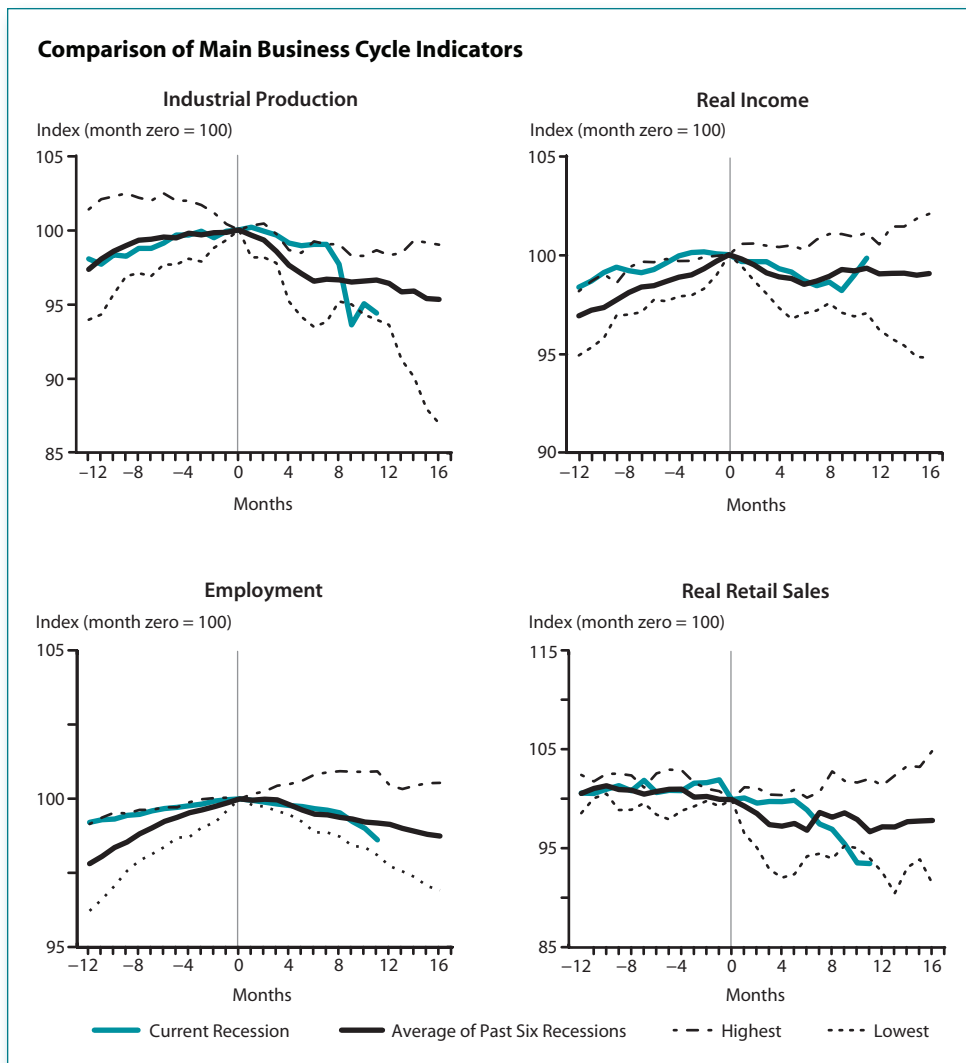 Comparison of Main Business Cycle Indicators
Industrial Production
Index (month zero = 100)
105
100
95
90
85
−12 −8 −4 0 4 8 12 16
Months
Real Income
Index (month zero = 100)
105
100
95
90
−12 −8 −4 0 4 8 12 16
Months
Employment
Index (month zero = 100)
105
100
95
−12 −8 −4 0 4 8 12 16
Months
Real Retail Sales
Index (month zero = 100)
115
105
95
85
−12 −8 −4 0 4 8 12 16
Months
Current Recession Average of Past Six Recessions Highest Lowest